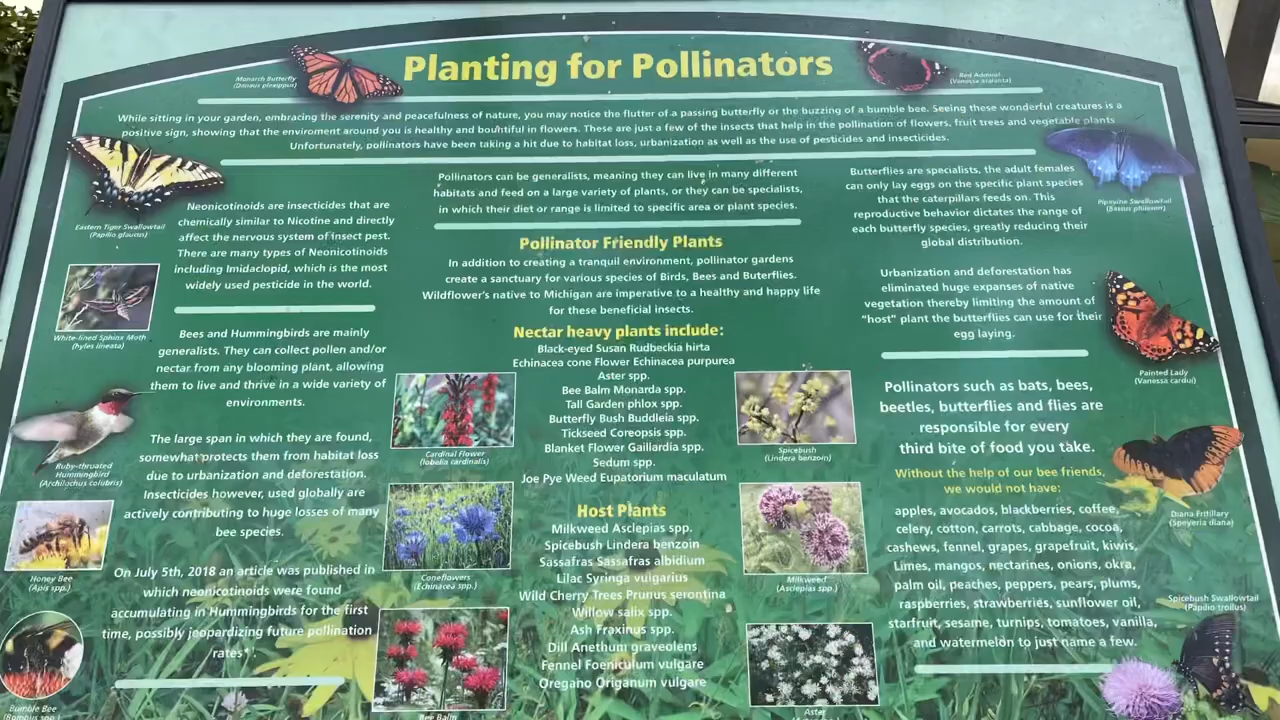 Planting for Pollinators
Monarch Butterfly
(Danaus plexippus)
Red Admiral
(Vanessa atalanta)
While sitting in your garden, embracing the serenity and peacefulness of nature, you may notice the flutter of a passing butterfly or the buzzing of a bumble bee. Seeing these wonderful creatures is a
positive sign, showing that the enviroment around you is healthy and bountiful in flowers. These are just a few of the insects that help in the pollination of flowers, fruit trees and vegetable plants
Unfortunately, pollinators have been taking a hit due to habitat loss, urbanization as well as the use of pesticides and insecticides.
Eastern Tiger Swallowtail
(Papilio glaucus)
Neonicotinoids are insecticides that are
chemically similar to Nicotine and directly
affect the nervous system of insect pest.
There are many types of Neonicotinoids
including Imidaclopid, which is the most
widely used pesticide in the world.
White-lined Sphinx Moth
(hyles lineata)
Bees and Hummingbirds are mainly
generalists. They can collect pollen and/or
nectar from any blooming plant, allowing
them to live and thrive in a wide variety of
environments.
Ruby-thruated
Hummingbird
(Archilochus colubris)
The large span in which they are found,
somewhat protects them from habitat loss
due to urbanization and deforestation.
Insecticides however, used globally are
actively contributing to huge losses of many
bee species.
Honey Bee
(Apis spp.)
On July 5th, 2018 an article was published in
which neonicotinoids were found
accumulating in Hummingbirds for the first
time, possibly jeopardizing future pollination
rates
Bumble Bee
(Bombus spp.)
Pollinators can be generalists, meaning they can live in many different
habitats and feed on a large variety of plants, or they can be specialists,
in which their diet or range is limited to specific area or plant species.
Pollinator Friendly Plants
In addition to creating a tranquil environment, pollinator gardens
create a sanctuary for various species of Birds, Bees and Buterflies.
Wildflower's native to Michigan are imperative to a healthy and happy life
for these beneficial insects.
Nectar heavy plants include:
Black-eyed Susan Rudbeckia hirta
Echinacea cone Flower Echinacea purpurea
Aster spp.
Bee Balm Monarda spp.
Tall Garden phlox spp.
Butterfly Bush Buddleia spp.
Tickseed Coreopsis spp.
Blanket Flower Gaillardia spp.
Sedum spp.
Joe Pye Weed Eupatorium maculatum
Host Plants
Milkweed Asclepias spp.
Spicebush Lindera benzoin
Sassafras Sassafras albidium
Lilac Syringa vulgarius
Wild Cherry Trees Prunus serontina
Willow salix spp.
Ash Fraxinus spp.
Dill Anethum graveolens
Fennel Foeniculum vulgare
Oregano Origanum vulgare
Cardinal Flower
(lobelia cardinalis)
Coneflowers
(Echinacea spp.)
Bee Balm
Spicebush
(Lindera benzoin)
Milkweed
(Asclepias spp.)
Aster
Butterflies are specialists, the adult females
can only lay eggs on the specific plant species
that the caterpillars feeds on. This
reproductive behavior dictates the range of
each butterfly species, greatly reducing their
global distribution.
Pipevine Swallowtail
(Battus philenor)
Urbanization and deforestation has
eliminated huge expanses of native
vegetation thereby limiting the amount of
"host" plant the butterflies can use for their
egg laying.
Painted Lady
(Vanessa cardui)
Pollinators such as bats, bees,
beetles, butterflies and flies are
responsible for every
third bite of food you take.
Without the help of our bee friends,
we would not have:
apples, avocados, blackberries, coffee,
celery, cotton, carrots, cabbage, cocoa,
cashews, fennel, grapes, grapefruit, kiwis,
Limes, mangos, nectarines, onions, okra,
palm oil, peaches, peppers, pears, plums,
raspberries, strawberries, sunflower oil,
starfruit, sesame, turnips, tomatoes, vanilla,
and watermelon to just name a few.
Diana Fritillary
(Speyeria diana)
Spicebush Swallowtail
(Papilio troilus)